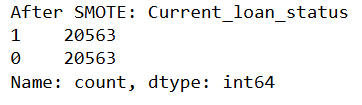 After SMOTE: Current_loan_status
1    20563
0    20563
Name: count, dtype: int64